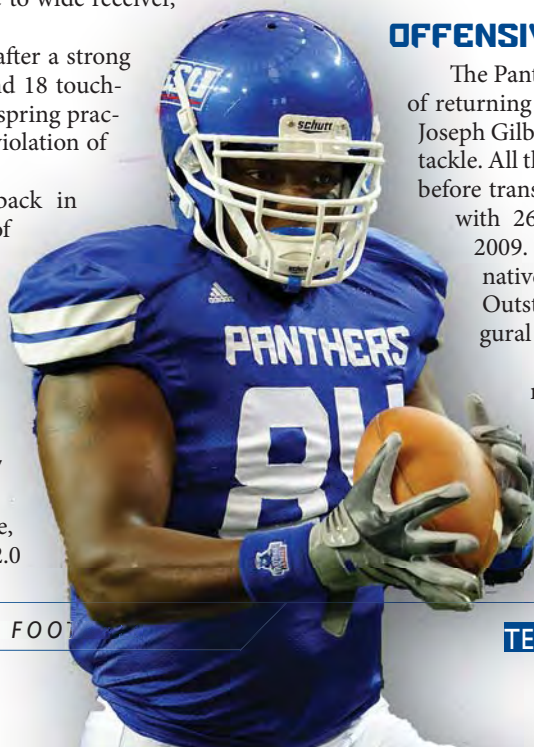 to wide receiver,
after a strong
nd 18 touch-
spring prac-
violation of
back in
of
e,
2.0
FOOT
GSU
schutt
adidas
PANTHERS
84
OFFENSIV
The Pant
of returning
Joseph Gilb
tackle. All th
before trans
with 26
2009.
native
Outst
gural
TE